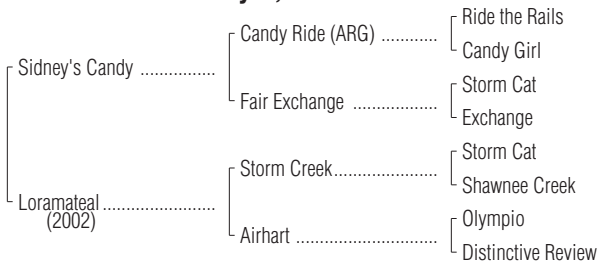 Ride the Rails
Candy Ride (ARG) ............
Candy Girl
Sidney's Candy ................
Storm Cat
Fair Exchange ..................
Exchange
Storm Cat
Storm Creek......................
Shawnee Creek
Loramateal ........................
(2002)
Olympio
Airhart ..............................
Distinctive Review